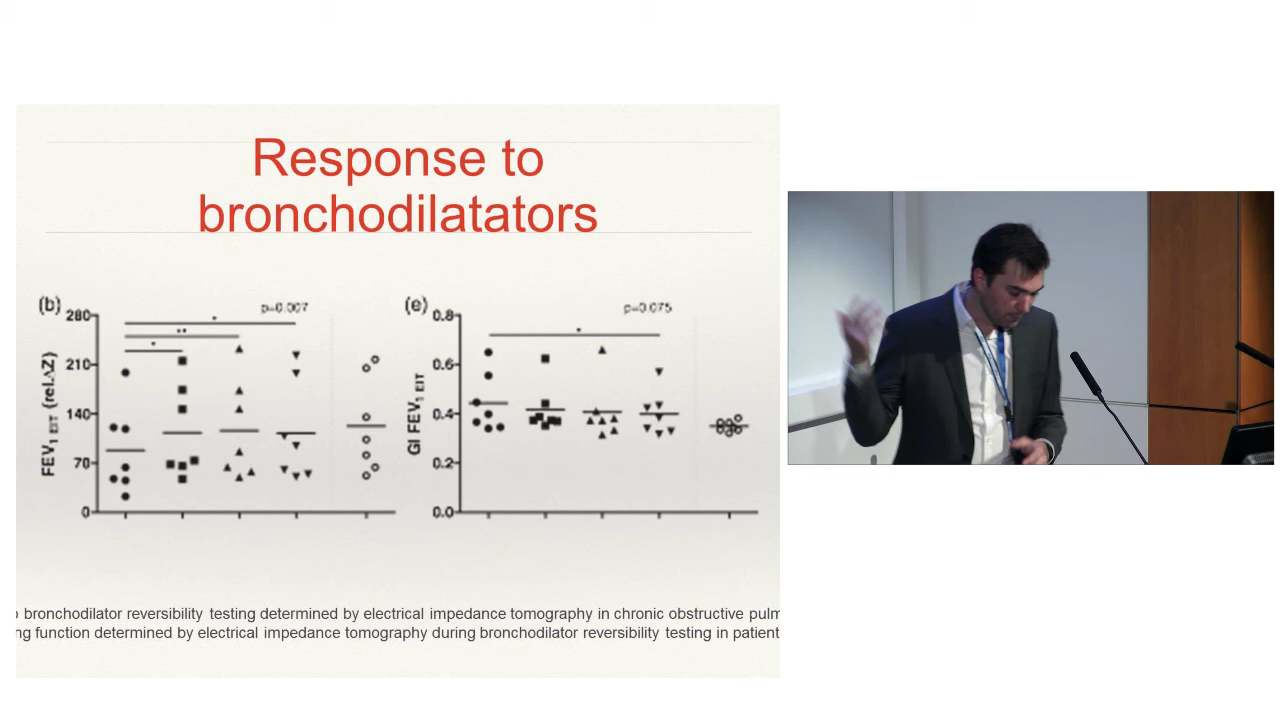 Response to
bronchodilatators
(b)
p=0.007
280
210
140
70
0
FEV1 EIT (rel.ΔZ)
*
**
*
(e)
p=0.075
0.8
0.6
0.4
0.2
0.0
GI FEV1 EIT
*
bronchodilator reversibility testing determined by electrical impedance tomography in chronic obstructive pulm
ng function determined by electrical impedance tomography during bronchodilator reversibility testing in patient